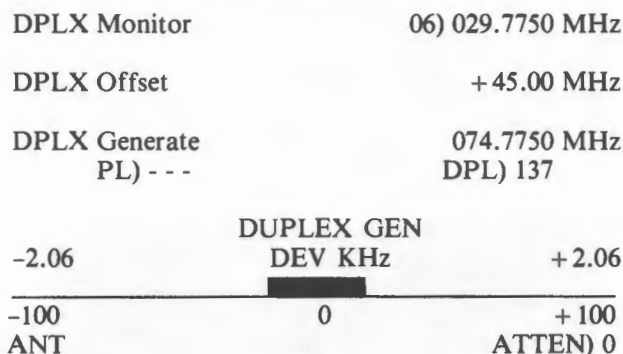 DPLX Monitor 06) 029.7750 MHz
DPLX Offset +45.00 MHz
DPLX Generate 074.7750 MHz
PL) - - - DPL) 137
DUPLEX GEN
-2.06 DEV KHz +2.06
-100 0 +100
ANT ATTEN) 0